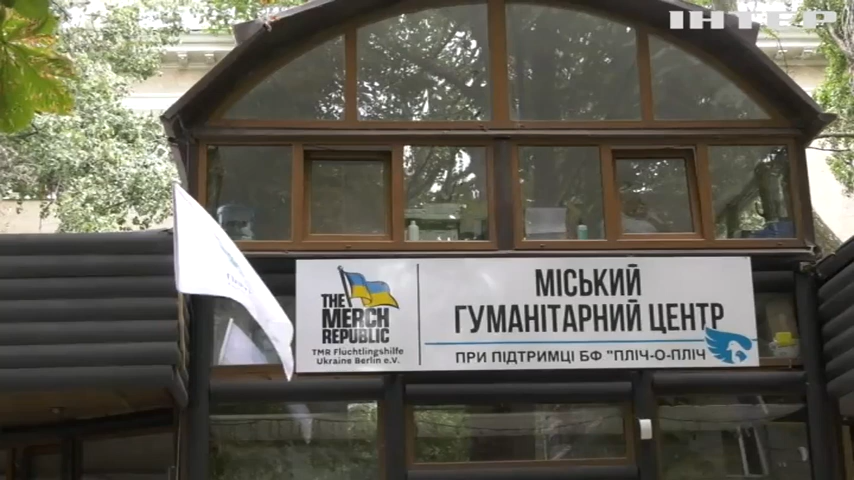 ІНТЕР
THE
MERCH
REPUBLIC
TMR Flüchtlingshilfe
Ukraine Berlin e.V.
МІСЬКИЙ
ГУМАНІТАРНИЙ ЦЕНТР
ПРИ ПІДТРИМЦІ БФ "ПЛІЧ-О-ПЛІЧ